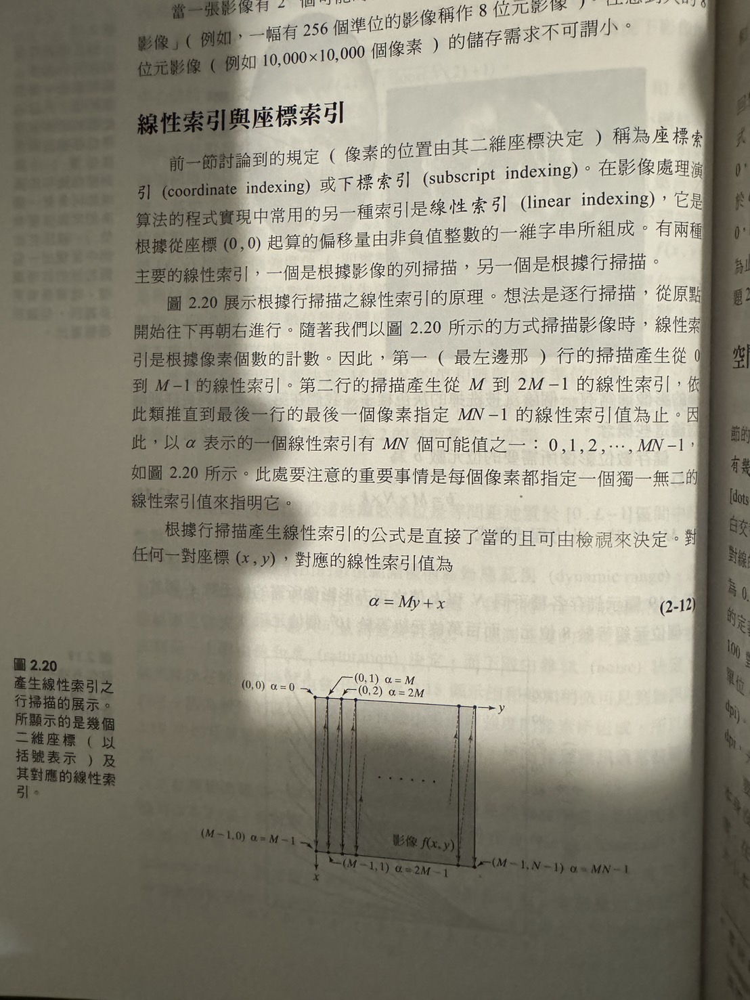 當一張影像有 2
影像」( 例如，一幅有 256 個準位的影像稱作 8 位元影像 )。注意到大的 8
位元影像 ( 例如 10,000×10,000 個像素 ) 的儲存需求不可謂小。
線性索引與座標索引
前一節討論到的規定 ( 像素的位置由其二維座標決定 ) 稱為座標索
引 (coordinate indexing) 或下標索引 (subscript indexing)。在影像處理演
算法的程式實現中常用的另一種索引是線性索引 (linear indexing)，它是
根據從座標 (0, 0) 起算的偏移量由非負值整數的一維字串所組成。有兩種
主要的線性索引，一個是根據影像的列掃描，另一個是根據行掃描。
圖 2.20 展示根據行掃描之線性索引的原理。想法是逐行掃描，從原點
開始往下再朝右進行。隨著我們以圖 2.20 所示的方式掃描影像時，線性索
引是根據像素個數的計數。因此，第一 ( 最左邊那 ) 行的掃描產生從 0
到 M−1 的線性索引。第二行的掃描產生從 M 到 2M−1 的線性索引，依
此類推直到最後一行的最後一個像素指定 MN−1 的線性索引值為止。因
此，以 α 表示的一個線性索引有 MN 個可能值之一：0, 1, 2, ⋯, MN−1，
如圖 2.20 所示。此處要注意的重要事情是每個像素都指定一個獨一無二的
線性索引值來指明它。
根據行掃描產生線性索引的公式是直接了當的且可由檢視來決定。對
任何一對座標 (x, y)，對應的線性索引值為
α = My + x (2-12)
圖 2.20
產生線性索引之
行掃描的展示。
所顯示的是幾個
二維座標 ( 以
括號表示 ) 及
其對應的線性索
引。
(0,0) α=0
(0,1) α=M
(0,2) α=2M
y
(M−1,0) α=M−1
影像 f(x, y)
(M−1,1) α=2M−1
(M−1,N−1) α=MN−1
x
空
節的
有幾
[dots
白交
對線
為 0.
的定義
100 對
單位
dpi)。
dpi，